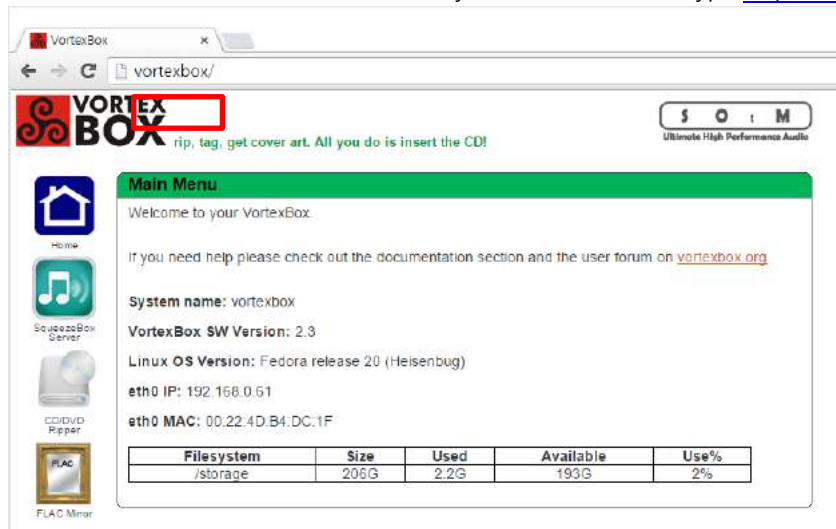 VortexBox
vortexbox/
VORTEX
BOX
rip, tag, get cover art. All you do is insert the CD!
S O t M
Ultimate High Performance Audio
Main Menu
Welcome to your VortexBox.
If you need help please check out the documentation section and the user forum on vortexbox.org
System name: vortexbox
VortexBox SW Version: 2.3
Linux OS Version: Fedora release 20 (Heisenbug)
eth0 IP: 192.168.0.61
eth0 MAC: 00:22:4D:B4:DC:1F
Filesystem Size Used Available Use%
/storage 206G 2.2G 193G 2%
Home
SqueezeBox
Server
CD/DVD
Ripper
FLAC
FLAC Mirror